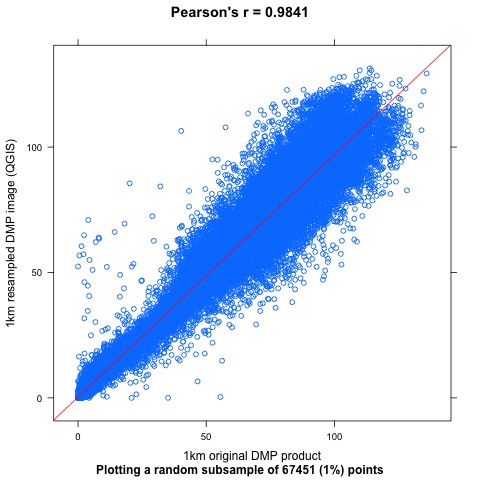 Pearson's r = 0.9841
100
50
0
1km resampled DMP image (QGIS)
0 50 100
1km original DMP product
Plotting a random subsample of 67451 (1%) points